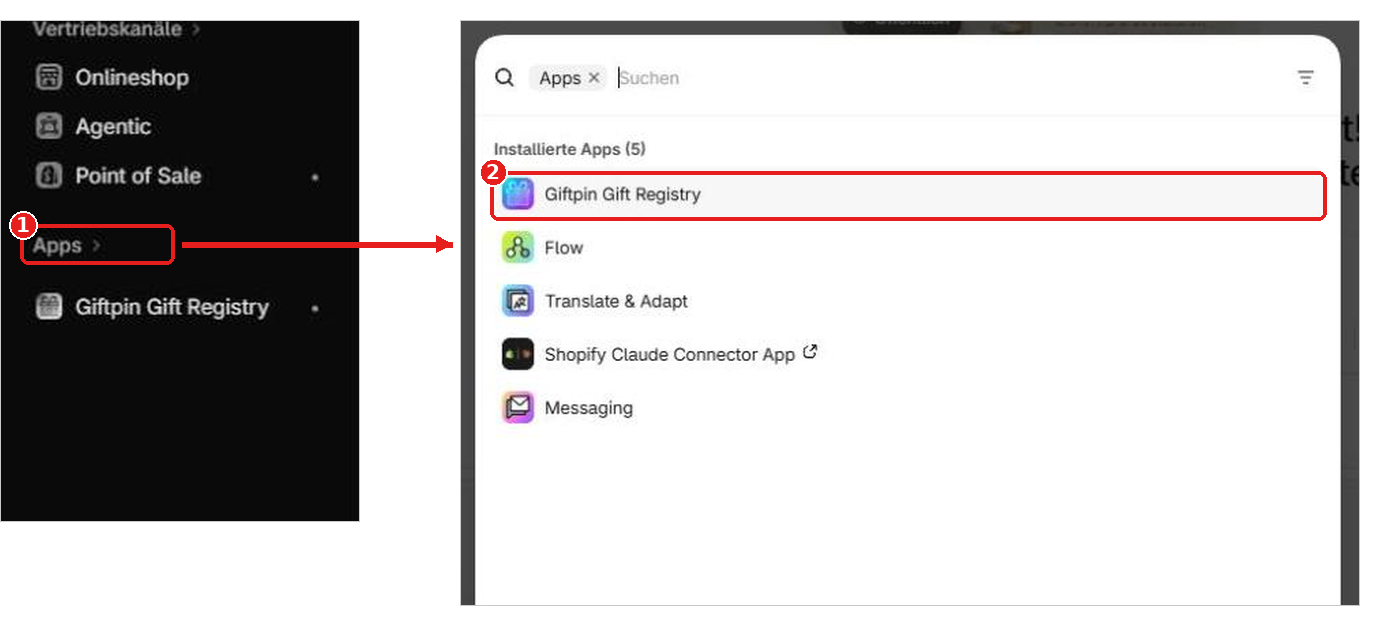 Vertriebskanäle >
Onlineshop
Agentic
Point of Sale
1
Apps >
Giftpin Gift Registry
Apps × Suchen
Installierte Apps (5)
2
Giftpin Gift Registry
Flow
Translate & Adapt
Shopify Claude Connector App
Messaging